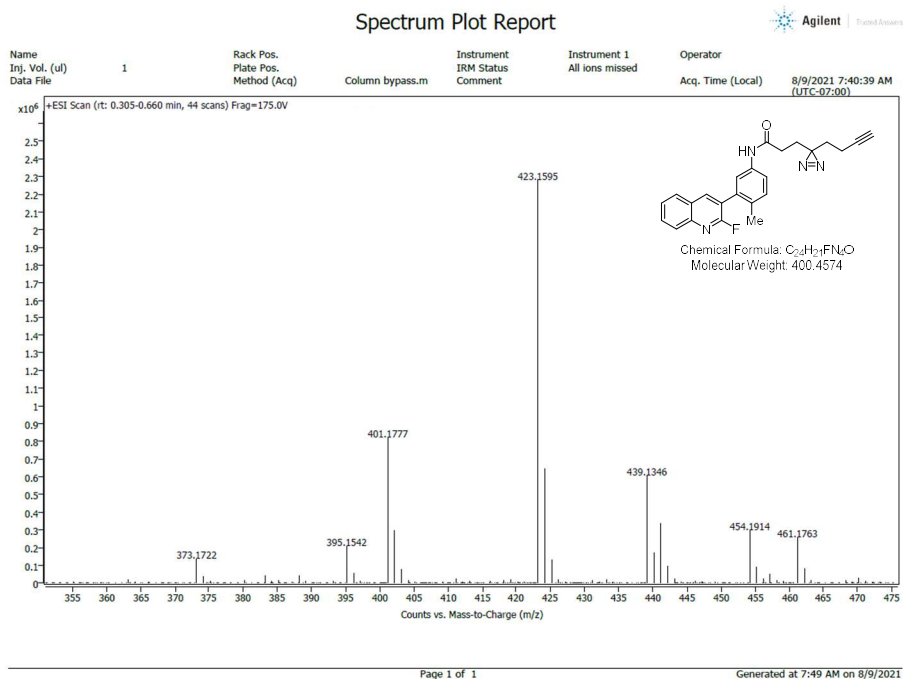 Spectrum Plot Report
Agilent Trusted Answers
Name Rack Pos. Instrument Instrument 1 Operator
Inj. Vol. (ul) 1 Plate Pos. IRM Status All ions missed
Data File Method (Acq) Column bypass.m Comment Acq. Time (Local) 8/9/2021 7:40:39 AM
(UTC-07:00)
x10⁶ +ESI Scan (rt: 0.305-0.660 min, 44 scans) Frag=175.0V
O
HN
N=N
Me
N F
Chemical Formula: C₂₄H₂₁FN₄O
Molecular Weight: 400.4574
2.5
2.4
2.3
2.2
2.1
2
1.9
1.8
1.7
1.6
1.5
1.4
1.3
1.2
1.1
1
0.9
0.8
0.7
0.6
0.5
0.4
0.3
0.2
0.1
0
423.1595
401.1777
439.1346
454.1914
461.1763
395.1542
373.1722
355 360 365 370 375 380 385 390 395 400 405 410 415 420 425 430 435 440 445 450 455 460 465 470 475
Counts vs. Mass-to-Charge (m/z)
Page 1 of 1 Generated at 7:49 AM on 8/9/2021